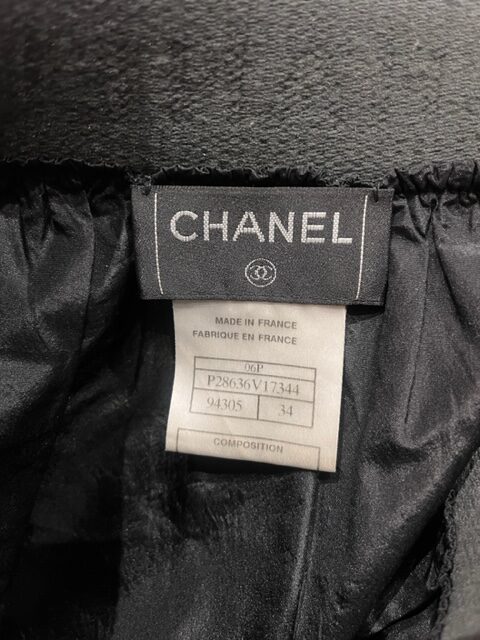 CHANEL
MADE IN FRANCE
FABRIQUE EN FRANCE
06P
P28636V17344
94305 34
COMPOSITION